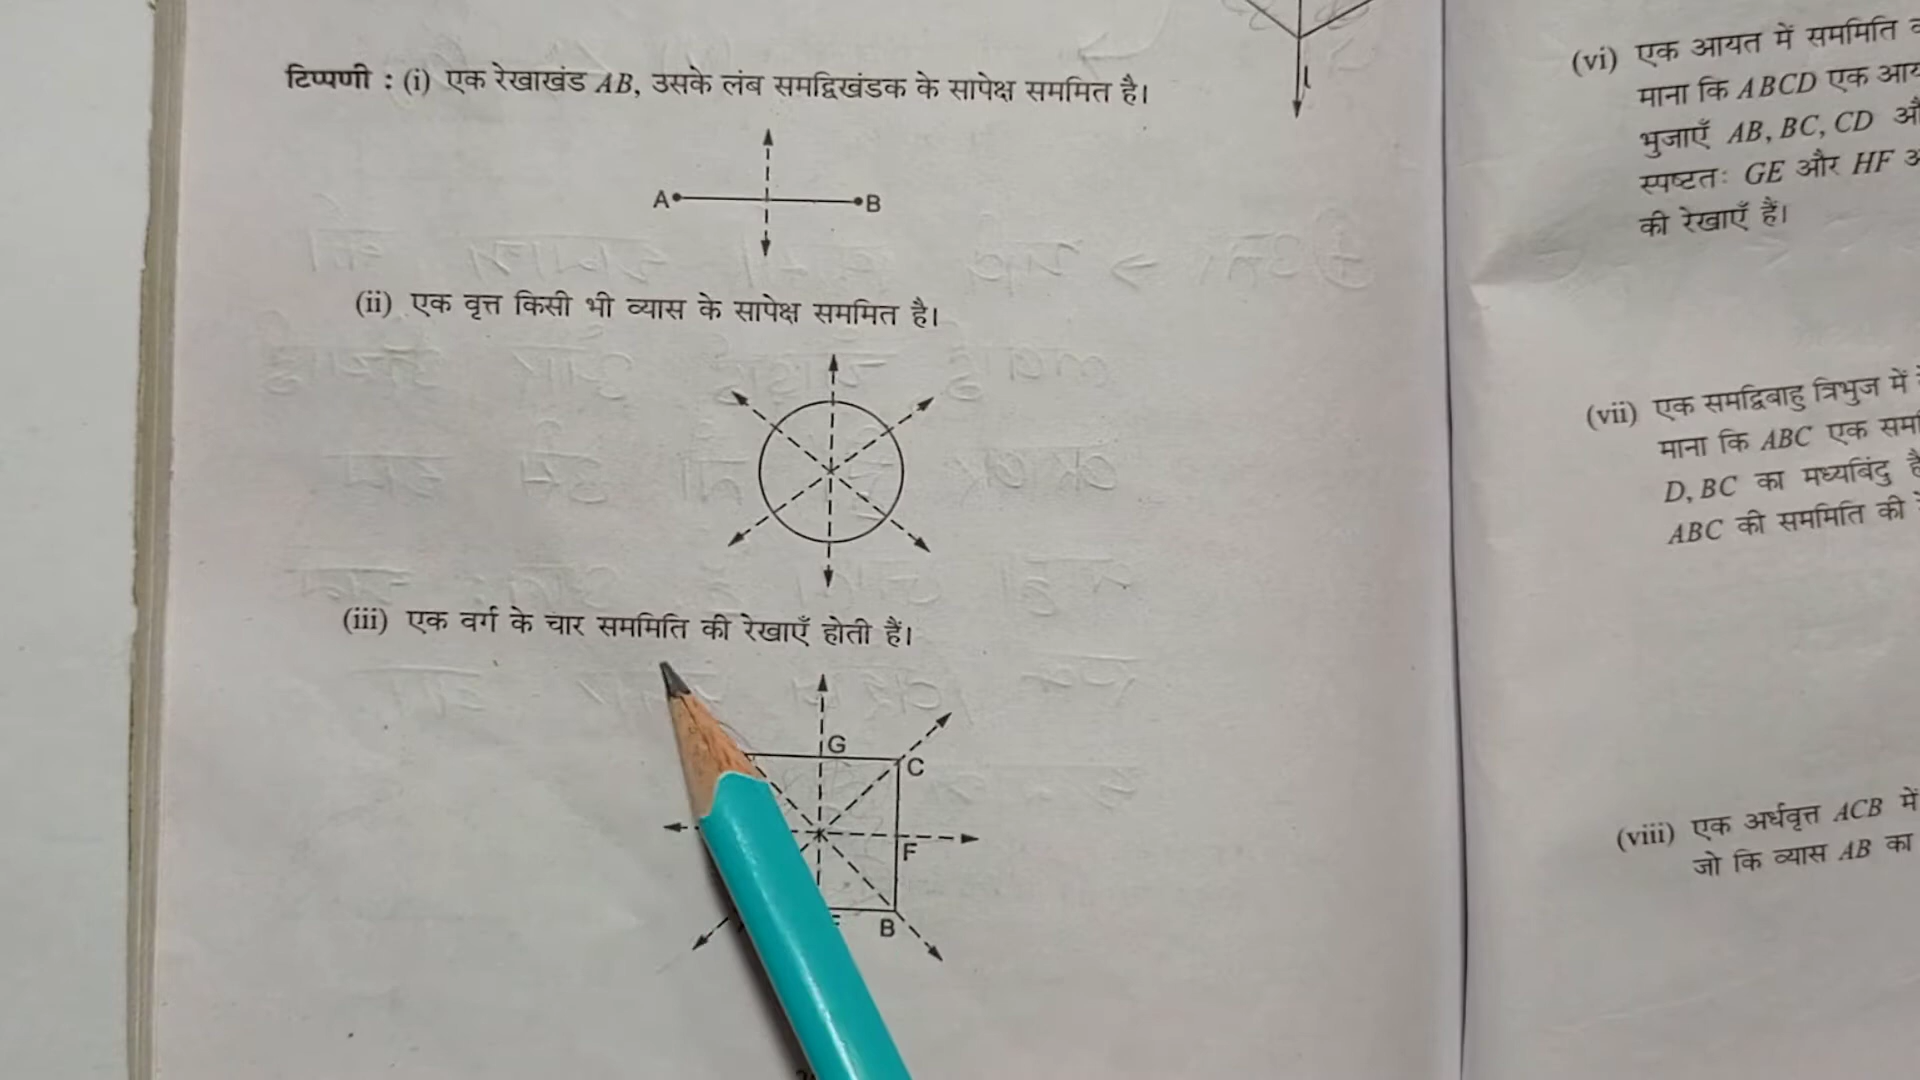 टिप्पणी : (i) एक रेखाखंड AB, उसके लंब समद्विखंडक के सापेक्ष सममित है।
l
A B
(ii) एक वृत्त किसी भी व्यास के सापेक्ष सममित है।
(iii) एक वर्ग के चार सममिति की रेखाएँ होती हैं।
G
C
F
B
(vi) एक आयत में सममिति
माना कि ABCD एक
भुजाएँ AB, BC, CD
स्पष्टतः GE और HF
की रेखाएँ हैं।
(vii) एक समद्विबाहु त्रिभुज में
माना कि ABC एक
D, BC का मध्यबिंदु
ABC की सममिति की
(viii) एक अर्धवृत्त ACB में
जो कि व्यास AB का